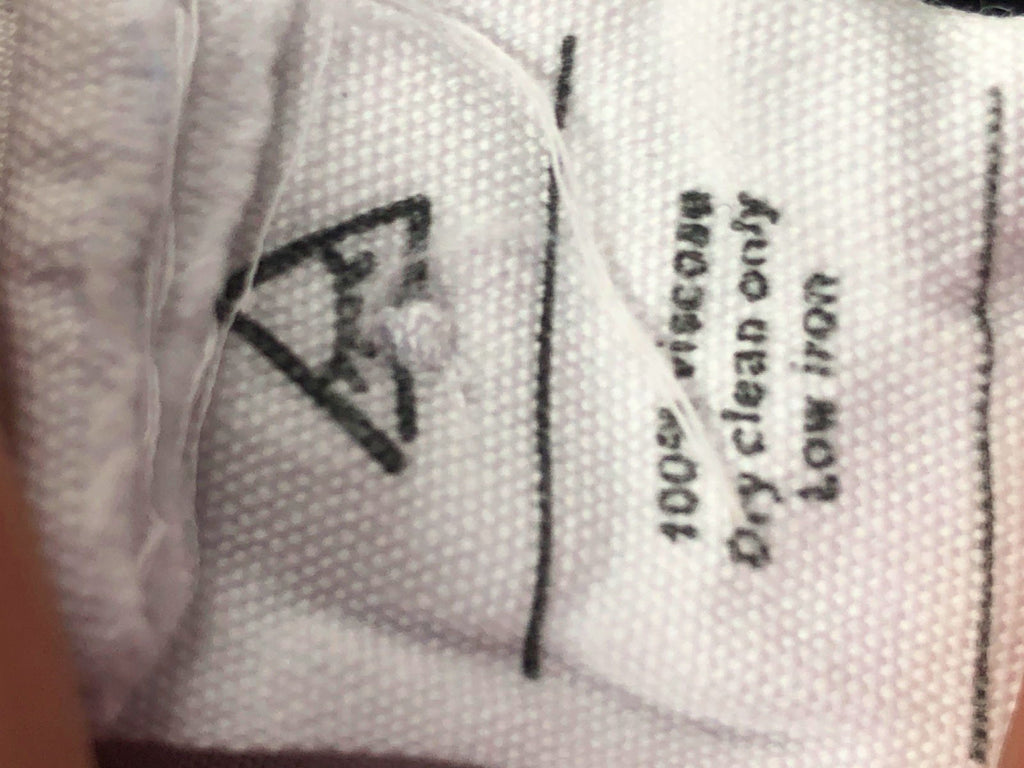 100% viscose
Dry clean only
Low iron